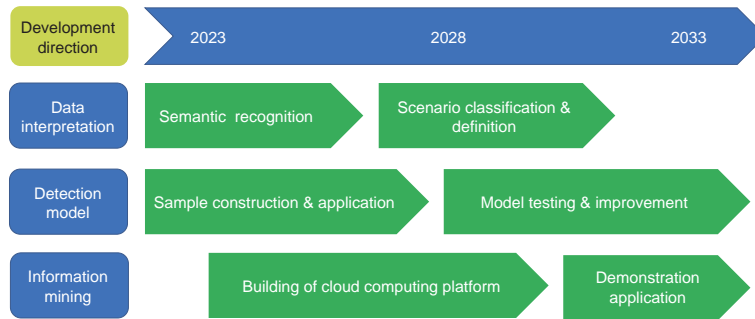 Development
direction
2023 2028 2033
Data
interpretation
Semantic recognition
Scenario classification &
definition
Detection
model
Sample construction & application
Model testing & improvement
Information
mining
Building of cloud computing platform
Demonstration
application